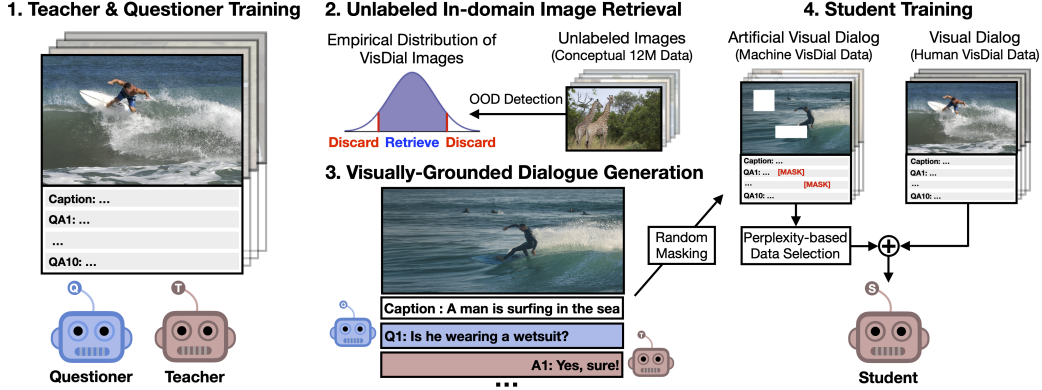 1. Teacher & Questioner Training
Caption: ...
QA1: ...
...
QA10: ...
Q
T
Questioner
Teacher
2. Unlabeled In-domain Image Retrieval
Empirical Distribution of
VisDial Images
Unlabeled Images
(Conceptual 12M Data)
OOD Detection
Discard Retrieve Discard
3. Visually-Grounded Dialogue Generation
Caption : A man is surfing in the sea
Q
Q1: Is he wearing a wetsuit?
T
A1: Yes, sure!
...
Random
Masking
4. Student Training
Artificial Visual Dialog
(Machine VisDial Data)
Caption: ...
QA1: ... [MASK]
... [MASK]
QA10: ...
Visual Dialog
(Human VisDial Data)
Caption: ...
QA1: ...
...
QA10: ...
Perplexity-based
Data Selection
+
S
Student